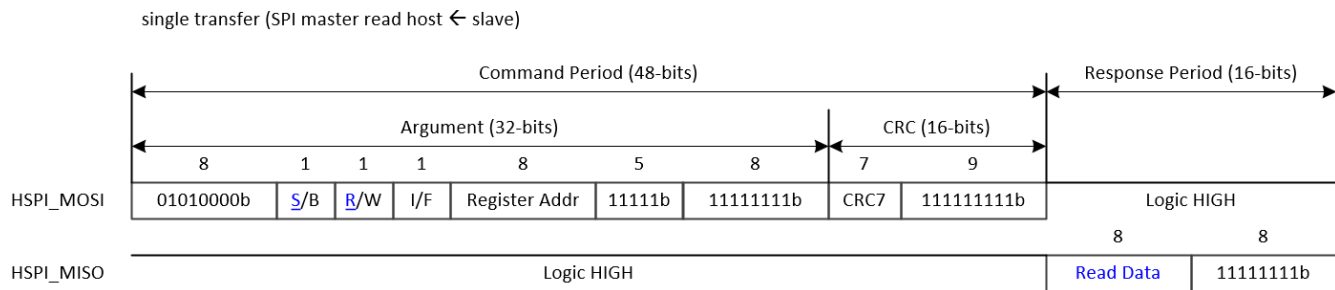 single transfer (SPI master read host ← slave)
Command Period (48-bits) Response Period (16-bits)
Argument (32-bits) CRC (16-bits)
8 1 1 1 8 5 8 7 9
HSPI_MOSI 01010000b S/B R/W I/F Register Addr 11111b 11111111b CRC7 111111111b Logic HIGH
8 8
HSPI_MISO Logic HIGH Read Data 11111111b